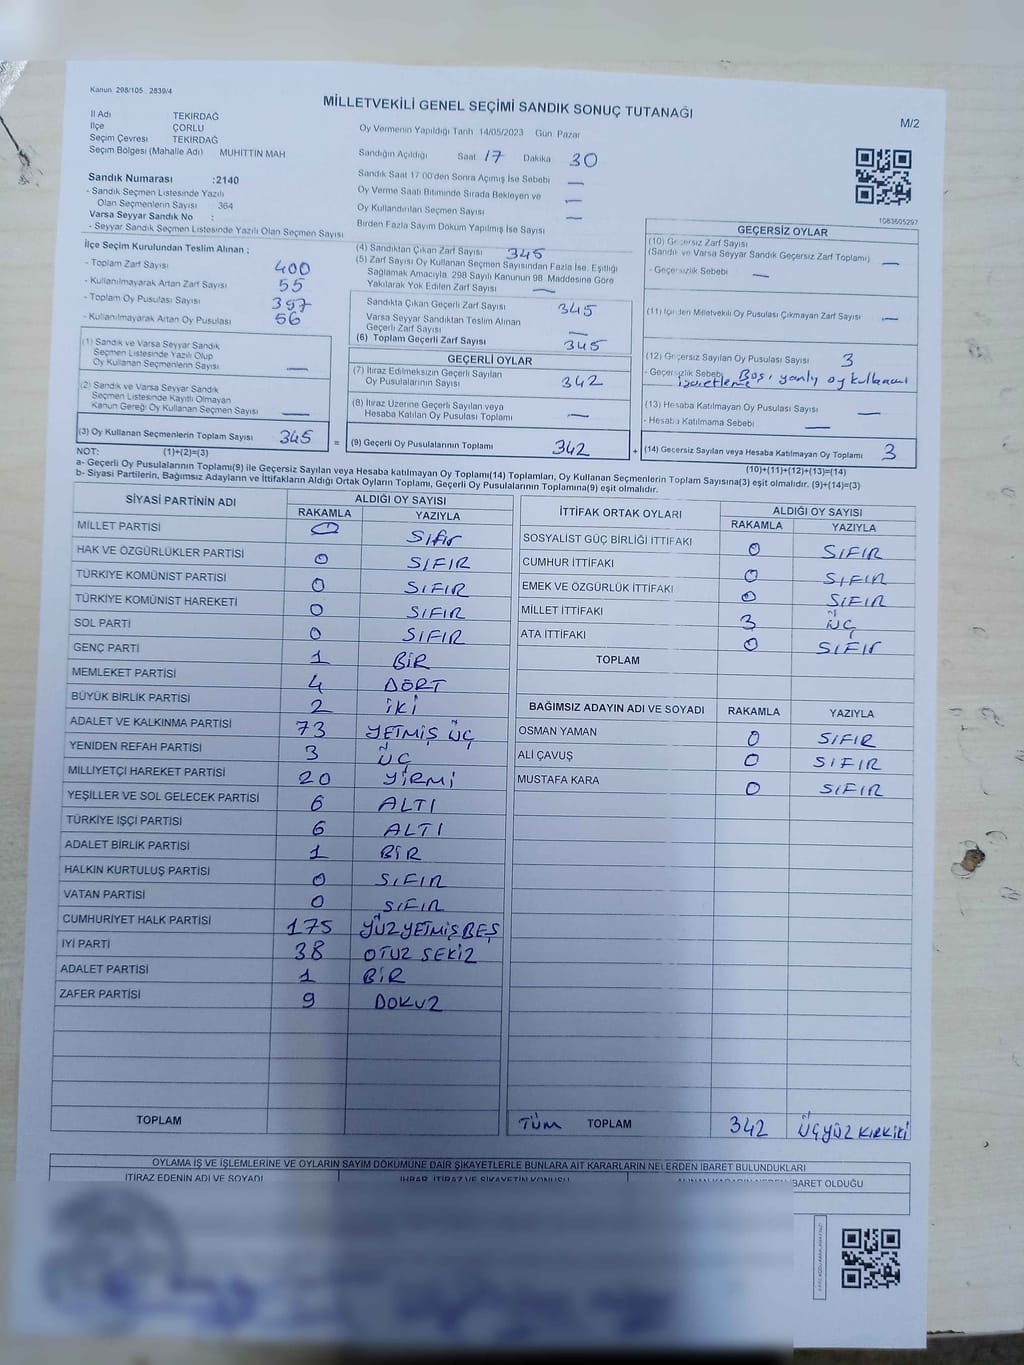 Kanun: 298/105 2839/4
MİLLETVEKİLİ GENEL SEÇİMİ SANDIK SONUÇ TUTANAĞI
M/2
İl Adı TEKİRDAĞ
İlçe ÇORLU
Seçim Çevresi TEKİRDAĞ
Seçim Bölgesi (Mahalle Adı) MUHİTTİN MAH
Sandık Numarası :2140
- Sandık Seçmen Listesinde Yazılı
Olan Seçmenlerin Sayısı 364
Varsa Seyyar Sandık No :
- Seyyar Sandık Seçmen Listesinde Yazılı Olan Seçmen Sayısı
Oy Vermenin Yapıldığı Tarih 14/05/2023 Gün: Pazar
Sandığın Açıldığı Saat 17 Dakika 30
Sandık Saat 17:00'den Sonra Açımış İse Sebebi —
Oy Verme Saati Bitiminde Sırada Bekleyen ve
Oy Kullandırılan Seçmen Sayısı —
Birden Fazla Sayım Döküm Yapılmış İse Sayısı —
1083605297
İlçe Seçim Kurulundan Teslim Alınan ;
- Toplam Zarf Sayısı 400
- Kullanılmayarak Artan Zarf Sayısı 55
- Toplam Oy Pusulası Sayısı 397
- Kullanılmayarak Artan Oy Pusulası 56
(1) Sandık ve Varsa Seyyar Sandık
Seçmen Listesinde Yazılı Olup
Oy Kullanan Seçmenlerin Sayısı —
(2) Sandık ve Varsa Seyyar Sandık
Seçmen Listesinde Kayıtlı Olmayan
Kanun Gereği Oy Kullanan Seçmen Sayısı —
(3) Oy Kullanan Seçmenlerin Toplam Sayısı 345 =
(4) Sandıktan Çıkan Zarf Sayısı 345
(5) Zarf Sayısı Oy Kullanan Seçmen Sayısından Fazla İse, Eşitliği
Sağlamak Amacıyla, 298 Sayılı Kanunun 98. Maddesine Göre
Yakılarak Yok Edilen Zarf Sayısı —
Sandıkta Çıkan Geçerli Zarf Sayısı 345
Varsa Seyyar Sandıktan Teslim Alınan
Geçerli Zarf Sayısı —
(6) Toplam Geçerli Zarf Sayısı 345
GEÇERLİ OYLAR
(7) İtiraz Edilmeksizin Geçerli Sayılan
Oy Pusulalarının Sayısı 342
(8) İtiraz Üzerine Geçerli Sayılan veya
Hesaba Katılan Oy Pusulası Toplamı —
(9) Geçerli Oy Pusulalarının Toplamı 342 +
GEÇERSİZ OYLAR
(10) Geçersiz Zarf Sayısı
(Sandık ve Varsa Seyyar Sandık Geçersiz Zarf Toplamı) —
- Geçersizlik Sebebi —
(11) İçinden Milletvekili Oy Pusulası Çıkmayan Zarf Sayısı —
(12) Geçersiz Sayılan Oy Pusulası Sayısı 3
- Geçersizlik Sebebi Boş, yanlış oy kullanımı
işaretleme
(13) Hesaba Katılmayan Oy Pusulası Sayısı —
- Hesaba Katılmama Sebebi —
(14) Geçersiz Sayılan veya Hesaba Katılmayan Oy Toplamı 3
NOT: (1)+(2)=(3)
(10)+(11)+(12)+(13)=(14)
a- Geçerli Oy Pusulalarının Toplamı(9) ile Geçersiz Sayılan veya Hesaba katılmayan Oy Toplamı(14) Toplamları, Oy Kullanan Seçmenlerin Toplam Sayısına(3) eşit olmalıdır. (9)+(14)=(3)
b- Siyasi Partilerin, Bağımsız Adayların ve İttifakların Aldığı Ortak Oyların Toplamı, Geçerli Oy Pusulalarının Toplamına(9) eşit olmalıdır.
SİYASİ PARTİNİN ADI ALDIĞI OY SAYISI
RAKAMLA YAZIYLA
MİLLET PARTİSI 0 Sıfır
HAK VE ÖZGÜRLÜKLER PARTİSİ 0 SIFIR
TÜRKİYE KOMÜNİST PARTİSİ 0 SIFIR
TÜRKİYE KOMÜNİST HAREKETİ 0 SIFIR
SOL PARTİ 0 SIFIR
GENÇ PARTİ 1 BİR
MEMLEKET PARTİSİ 4 DÖRT
BÜYÜK BİRLİK PARTİSİ 2 İKİ
ADALET VE KALKINMA PARTİSİ 73 YETMİŞ ÜÇ
YENİDEN REFAH PARTİSİ 3 ÜÇ
MİLLİYETÇİ HAREKET PARTİSİ 20 YİRMİ
YEŞİLLER VE SOL GELECEK PARTİSİ 6 ALTI
TÜRKİYE İŞÇİ PARTİSİ 6 ALTI
ADALET BİRLİK PARTİSİ 1 BİR
HALKIN KURTULUŞ PARTİSİ 0 SIFIR
VATAN PARTİSİ 0 SIFIR
CUMHURİYET HALK PARTİSİ 175 YÜZYETMİŞBEŞ
İYİ PARTİ 38 OTUZ SEKİZ
ADALET PARTİSİ 1 BİR
ZAFER PARTİSİ 9 DOKUZ
TOPLAM
İTTİFAK ORTAK OYLARI ALDIĞI OY SAYISI
RAKAMLA YAZIYLA
SOSYALİST GÜÇ BİRLİĞİ İTTİFAKI 0 SIFIR
CUMHUR İTTİFAKI 0 SIFIR
EMEK VE ÖZGÜRLÜK İTTİFAKI 0 SIFIR
MİLLET İTTİFAKI 3 ÜÇ
ATA İTTİFAKI 0 SIFIr
TOPLAM
BAĞIMSIZ ADAYIN ADI VE SOYADI RAKAMLA YAZIYLA
OSMAN YAMAN 0 SIFIR
ALİ ÇAVUŞ 0 SIFIR
MUSTAFA KARA 0 SIFIR
TÜM TOPLAM 342 ÜÇYÜZ KIRKİKİ
OYLAMA İŞ VE İŞLEMLERİNE VE OYLARIN SAYIM DÖKÜMÜNE DAİR ŞİKAYETLERLE BUNLARA AİT KARARLARIN NELERDEN İBARET BULUNDUKLARI
İTİRAZ EDENİN ADI VE SOYADI İHBAR, İTİRAZ VE ŞİKAYETİN KONUSU ALINAN KARARIN NEDEN İBARET OLDUĞU